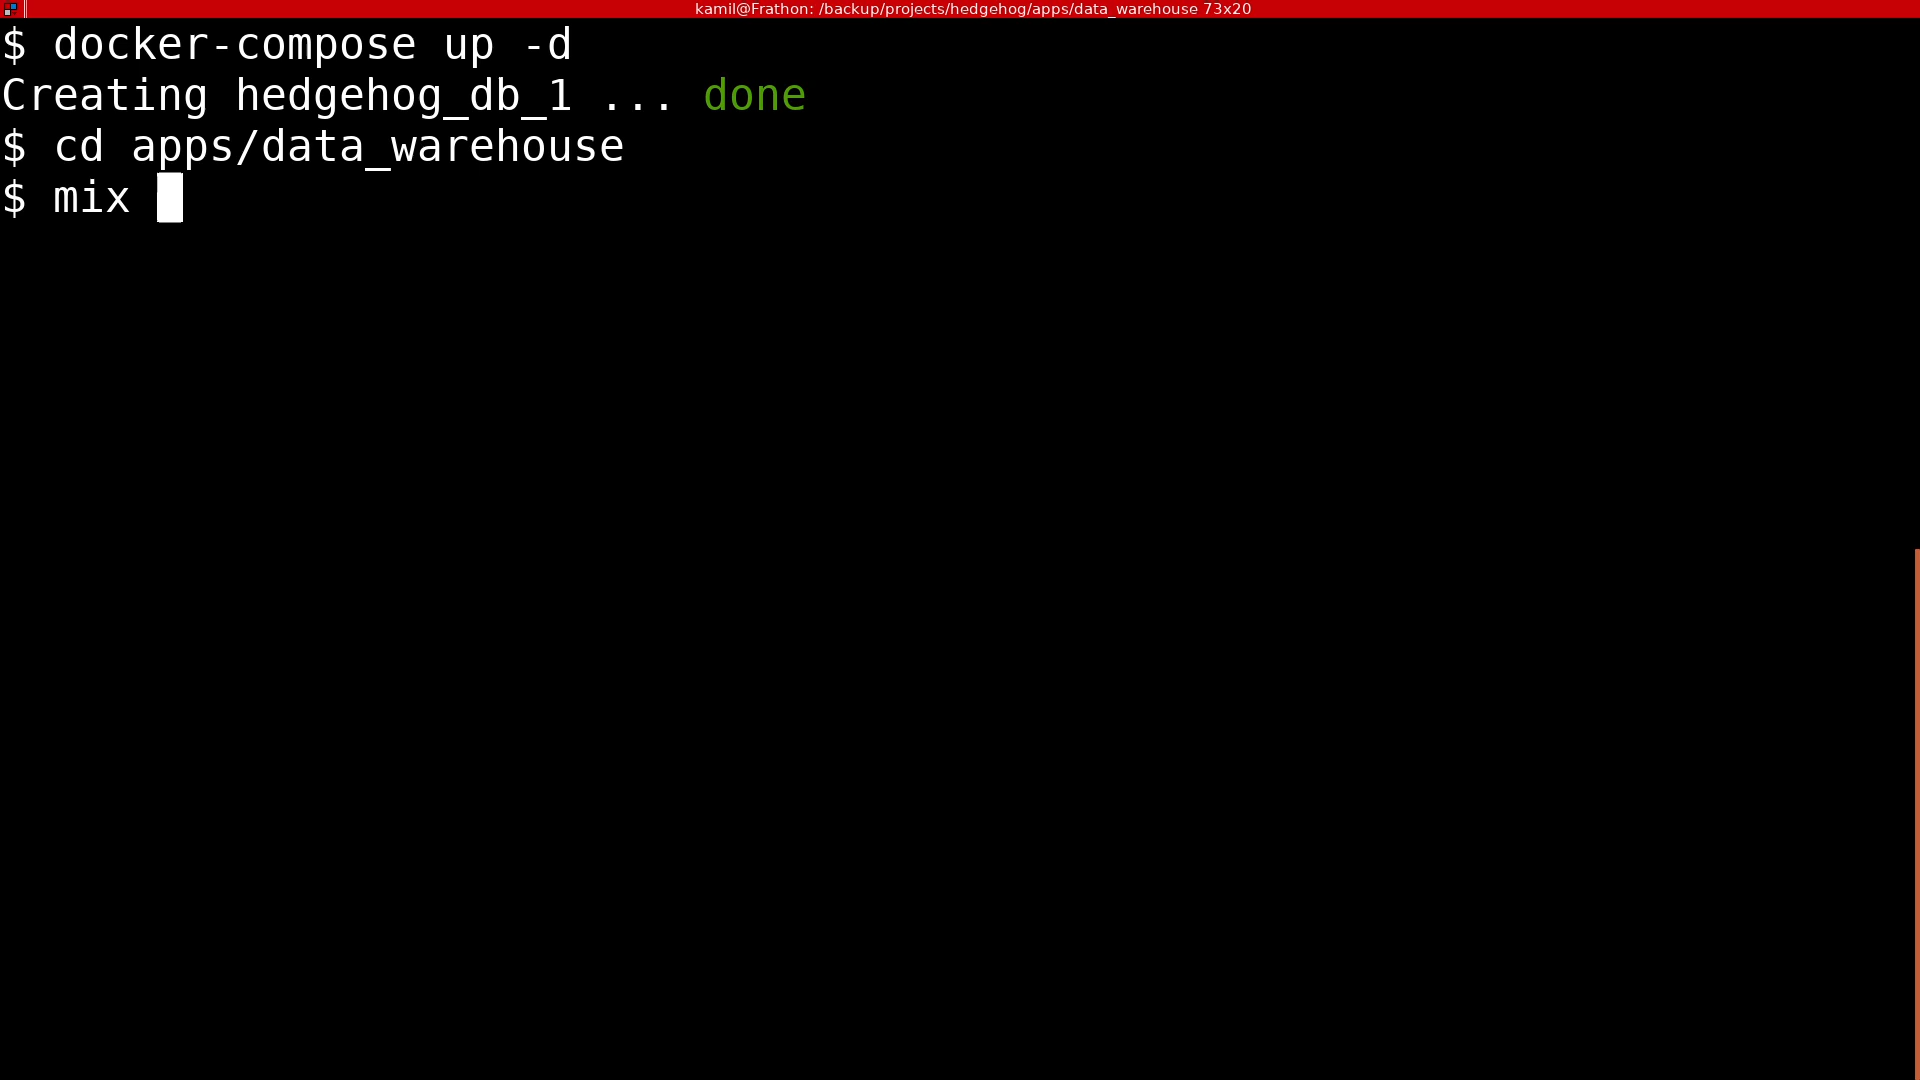 kamil@Frathon: /backup/projects/hedgehog/apps/data_warehouse 73x20
$ docker-compose up -d
Creating hedgehog_db_1 ... done
$ cd apps/data_warehouse
$ mix